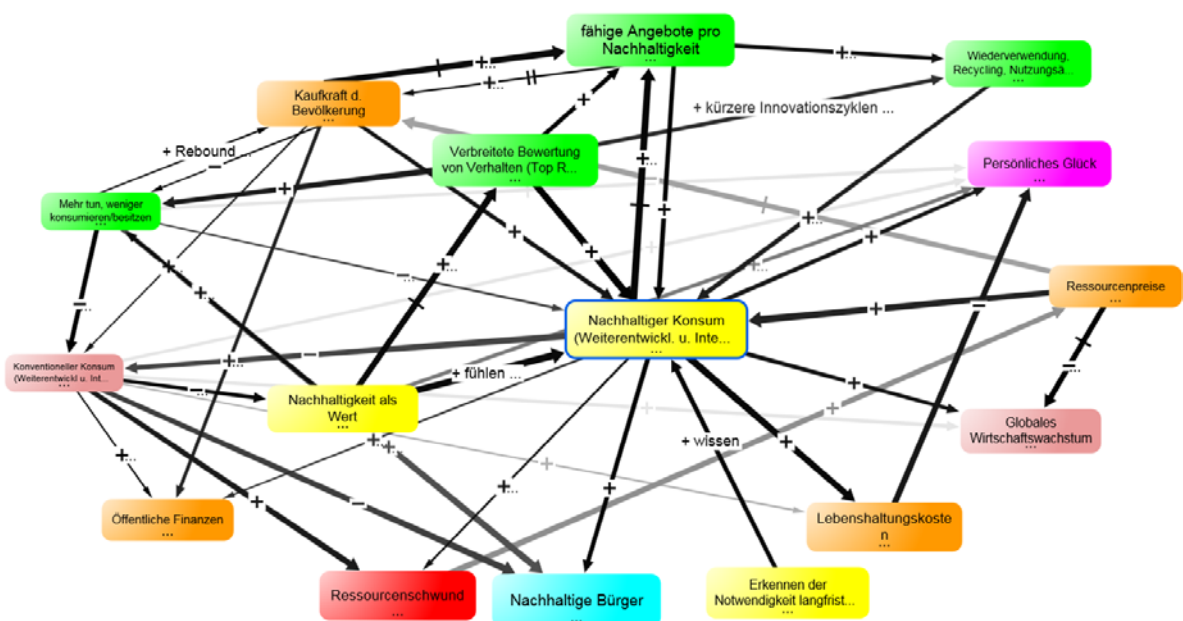 fähige Angebote pro
Nachhaltigkeit
...
+...
+...
Wiederverwendung,
Recycling, Nutzungsä...
...
+...
Kaufkraft d.
Bevölkerung
...
+
+ kürzere Innovationszyklen ...
+ Rebound ...
–
Verbreitete Bewertung
von Verhalten (Top R...
...
+...
Persönliches Glück
...
+
–
+
+
Mehr tun, weniger
konsumieren/besitzen
...
+
+
+...
+
+
+...
+...
+...
–...
+...
Ressourcenpreise
...
–...
+...
–
+
Nachhaltiger Konsum
(Weiterentwickl. u. Inte...
...
Konventioneller Konsum
(Weiterentwickl u. Int...
...
+...
–
+ fühlen ...
–...
–...
+
Nachhaltigkeit als
Wert
...
+
+
Globales
Wirtschaftswachstum
...
+...
+...
+ wissen
+
+...
+
+
–
+...
+
Öffentliche Finanzen
...
Lebenshaltungskoste
n
...
Ressourcenschwund
...
Nachhaltige Bürger
...
Erkennen der
Notwendigkeit langfrist...
...